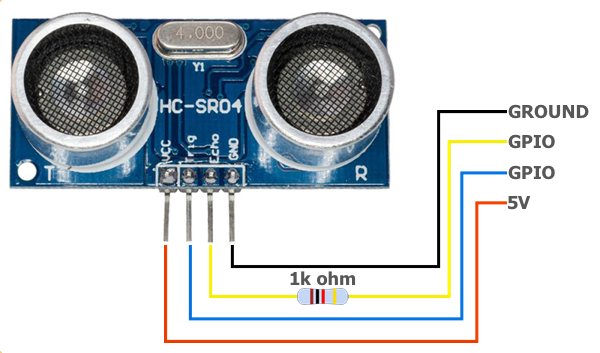 4.000
Y1
HC-SR04
VCC
Trig
Echo
GND
T
R
GROUND
GPIO
GPIO
5V
1k ohm